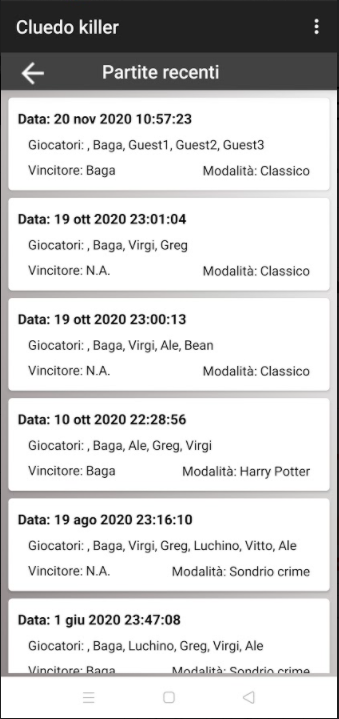 Cluedo killer
Partite recenti
Data: 20 nov 2020 10:57:23
Giocatori: , Baga, Guest1, Guest2, Guest3
Vincitore: Baga Modalità: Classico
Data: 19 ott 2020 23:01:04
Giocatori: , Baga, Virgi, Greg
Vincitore: N.A. Modalità: Classico
Data: 19 ott 2020 23:00:13
Giocatori: , Baga, Virgi, Ale, Bean
Vincitore: N.A. Modalità: Classico
Data: 10 ott 2020 22:28:56
Giocatori: , Baga, Ale, Greg, Virgi
Vincitore: Baga Modalità: Harry Potter
Data: 19 ago 2020 23:16:10
Giocatori: , Baga, Virgi, Greg, Luchino, Vitto, Ale
Vincitore: N.A. Modalità: Sondrio crime
Data: 1 giu 2020 23:47:08
Giocatori: , Baga, Luchino, Greg, Virgi, Ale
Vincitore: Baga Modalità: Sondrio crime